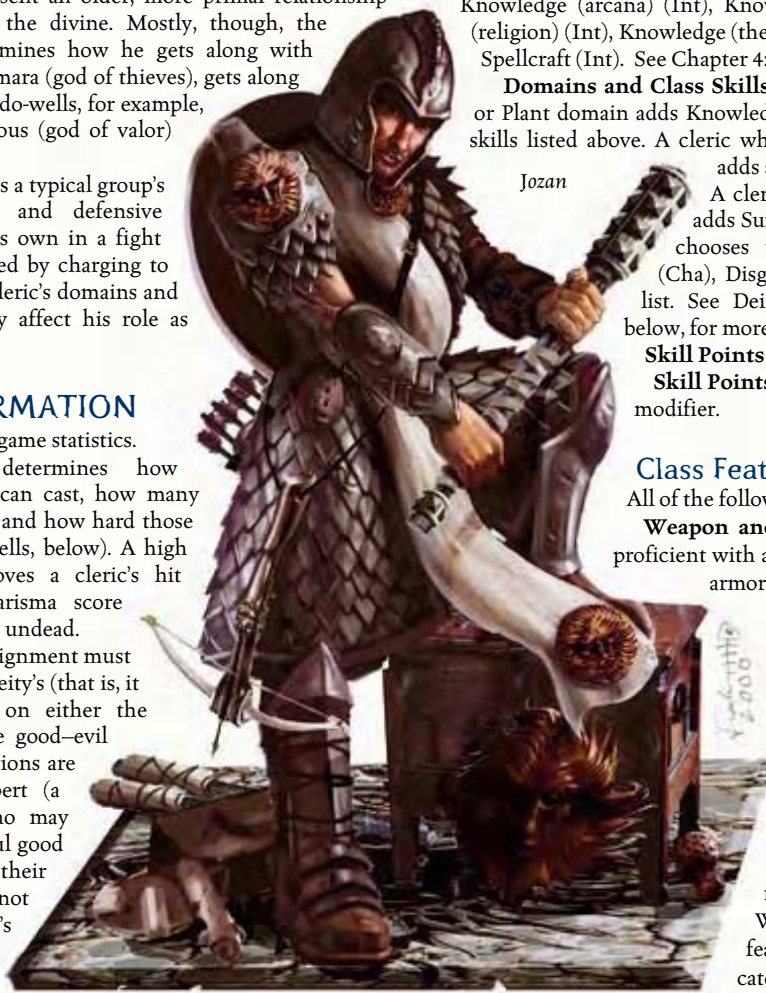 sent an older, more primal relationship
the divine. Mostly, though, the
mines how he gets along with
mara (god of thieves), gets along
do-wells, for example,
ous (god of valor)
s a typical group's
and defensive
s own in a fight
ed by charging to
leric's domains and
y affect his role as
RMATION
game statistics.
determines how
can cast, how many
and how hard those
ells, below). A high
oves a cleric's hit
arisma score
undead.
ignment must
eity's (that is, it
on either the
e good–evil
ions are
pert (a
no may
ul good
their
not
's
Knowledge (arcana) (Int), Know
(religion) (Int), Knowledge (the
Spellcraft (Int). See Chapter 4:
Domains and Class Skills
or Plant domain adds Knowled
skills listed above. A cleric wh
adds s
A cler
adds Sur
chooses t
(Cha), Disg
list. See Dei
below, for more
Skill Points
Skill Points
modifier.
Class Feat
All of the follow
Weapon and
proficient with a
armor
W
fea
cate
Jozan
2000